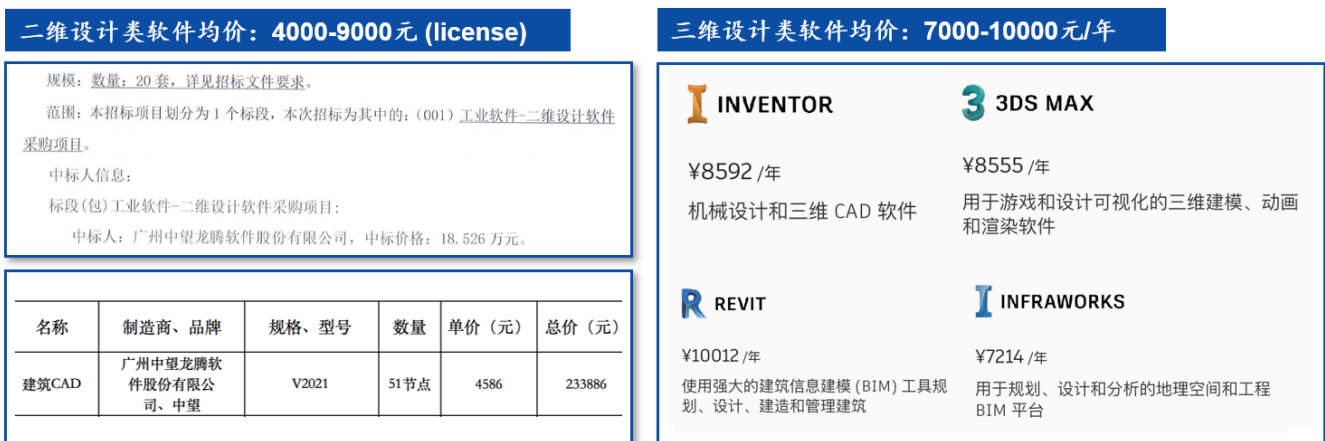 二维设计类软件均价：4000-9000元 (license)
规模：数量：20 套，详见招标文件要求。
范围：本招标项目划分为 1 个标段，本次招标为其中的：(001) 工业软件-二维设计软件
采购项目。
中标人信息：
标段(包)工业软件-二维设计软件采购项目：
中标人：广州中望龙腾软件股份有限公司，中标价格：18.526 万元。
名称 制造商、品牌 规格、型号 数量 单价（元） 总价（元）
建筑CAD 广州中望龙腾软 V2021 51节点 4586 233886
件股份有限公
司、中望
三维设计类软件均价：7000-10000元/年
INVENTOR
¥8592 /年
机械设计和三维 CAD 软件
3DS MAX
¥8555 /年
用于游戏和设计可视化的三维建模、动画
和渲染软件
REVIT
¥10012 /年
使用强大的建筑信息建模 (BIM) 工具规
划、设计、建造和管理建筑
INFRAWORKS
¥7214 /年
用于规划、设计和分析的地理空间和工程
BIM 平台